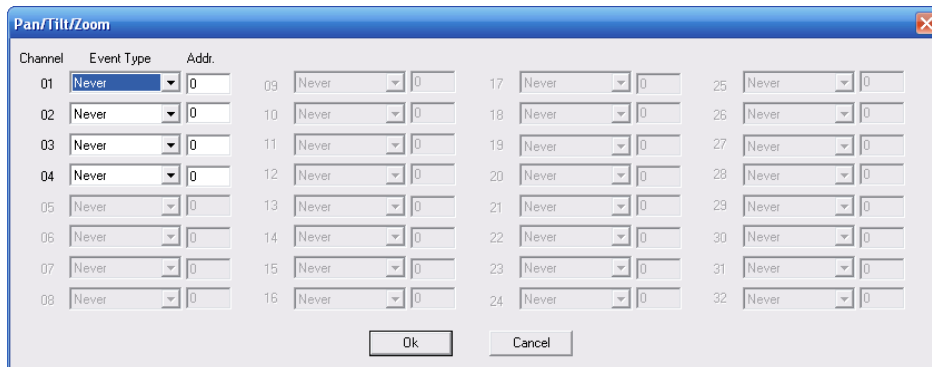 Pan/Tilt/Zoom
Channel Event Type Addr.
01 Never 0 09 Never 0 17 Never 0 25 Never 0
02 Never 0 10 Never 0 18 Never 0 26 Never 0
03 Never 0 11 Never 0 19 Never 0 27 Never 0
04 Never 0 12 Never 0 20 Never 0 28 Never 0
05 Never 0 13 Never 0 21 Never 0 29 Never 0
06 Never 0 14 Never 0 22 Never 0 30 Never 0
07 Never 0 15 Never 0 23 Never 0 31 Never 0
08 Never 0 16 Never 0 24 Never 0 32 Never 0
Ok Cancel